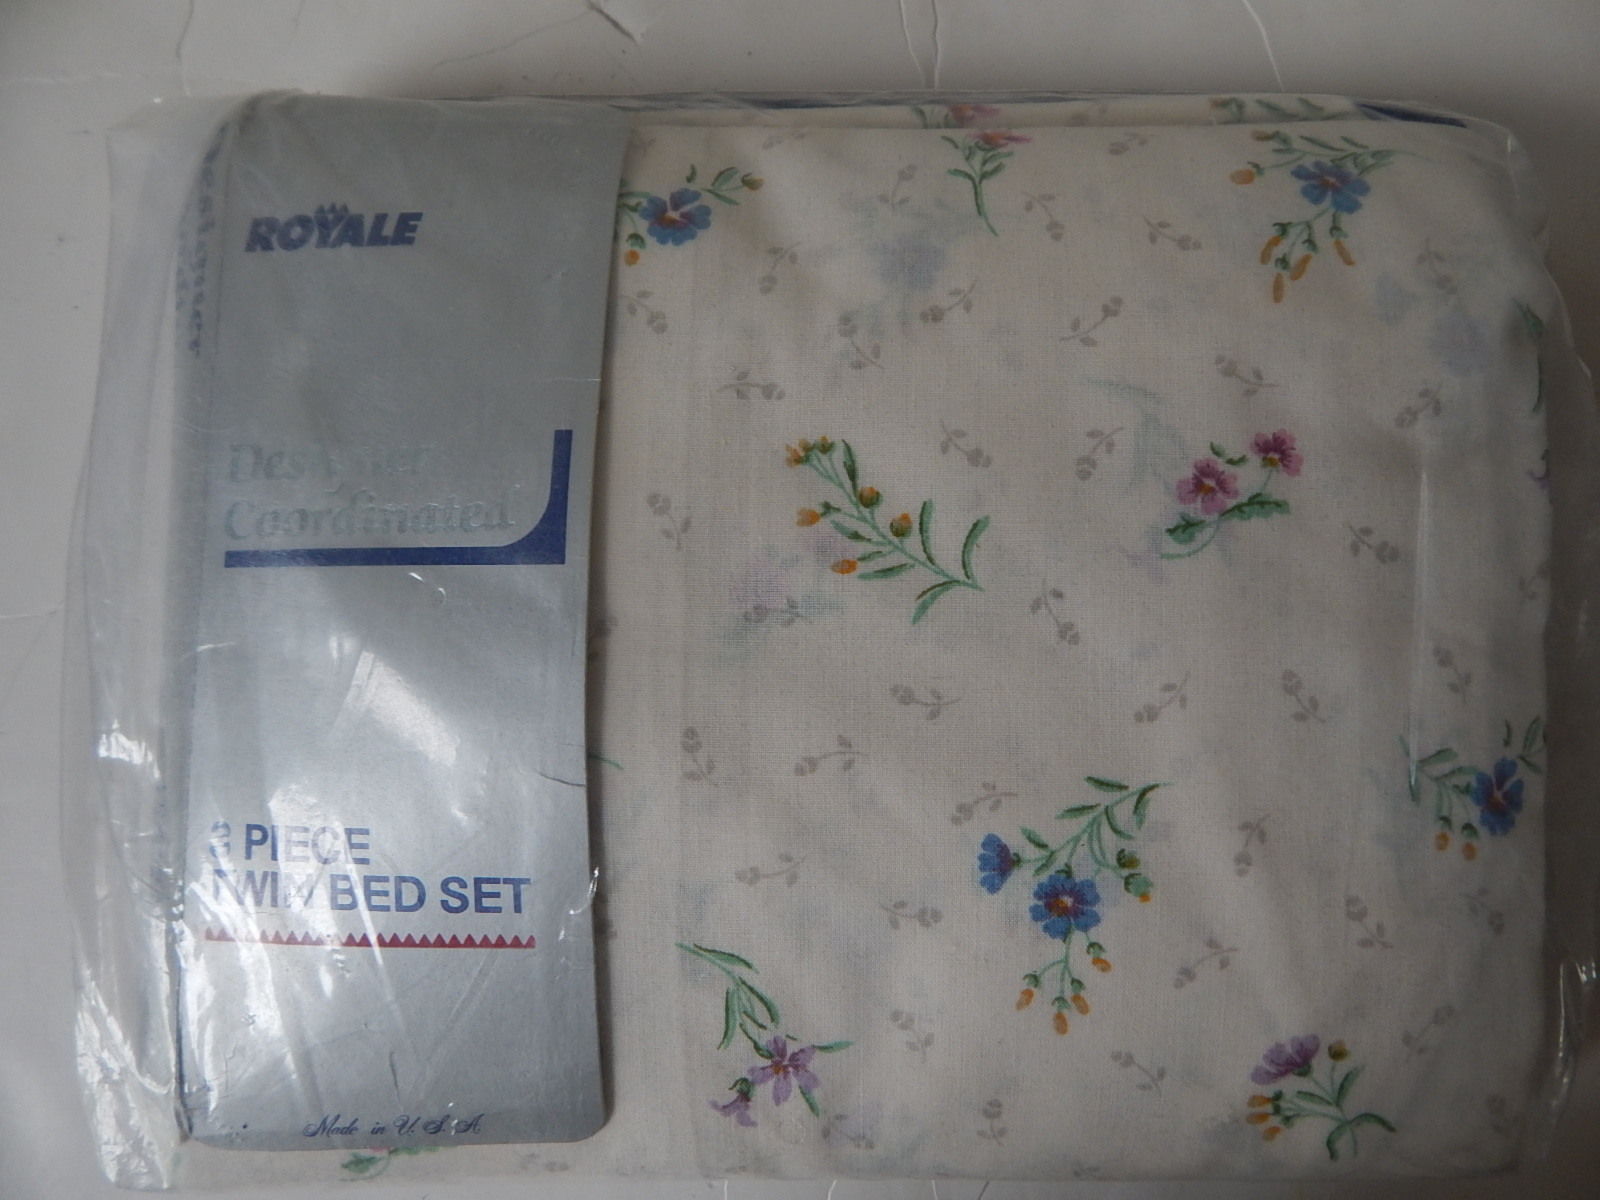 ROYALE
Designer
Coordinated
3 PIECE
TWIN BED SET
Made in U.S.A